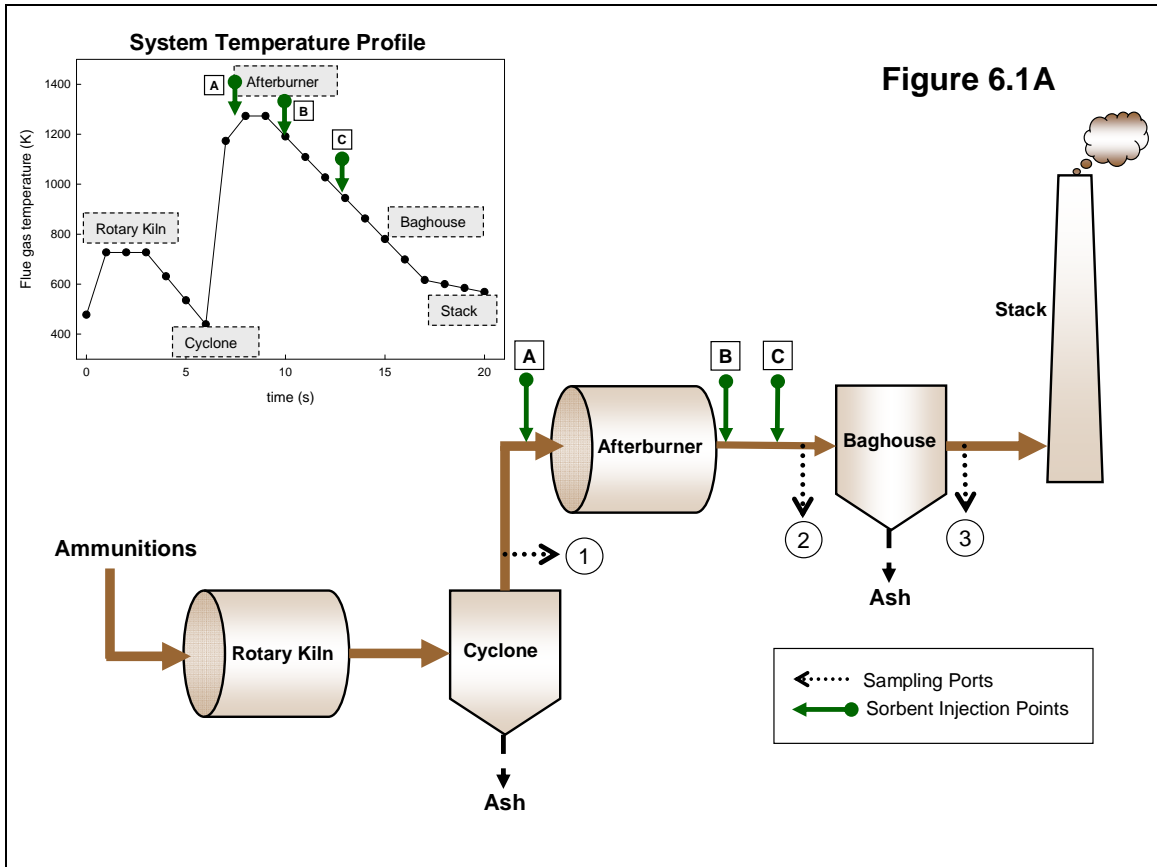 System Temperature Profile
Figure 6.1A
Flue gas temperature (K)
1400
1200
1000
800
600
400
A
Afterburner
B
C
Rotary Kiln
Baghouse
Cyclone
Stack
0
5
10
15
20
time (s)
Stack
A
B
C
Afterburner
Baghouse
1
2
3
Ammunitions
Ash
Rotary Kiln
Cyclone
Sampling Ports
Sorbent Injection Points
Ash